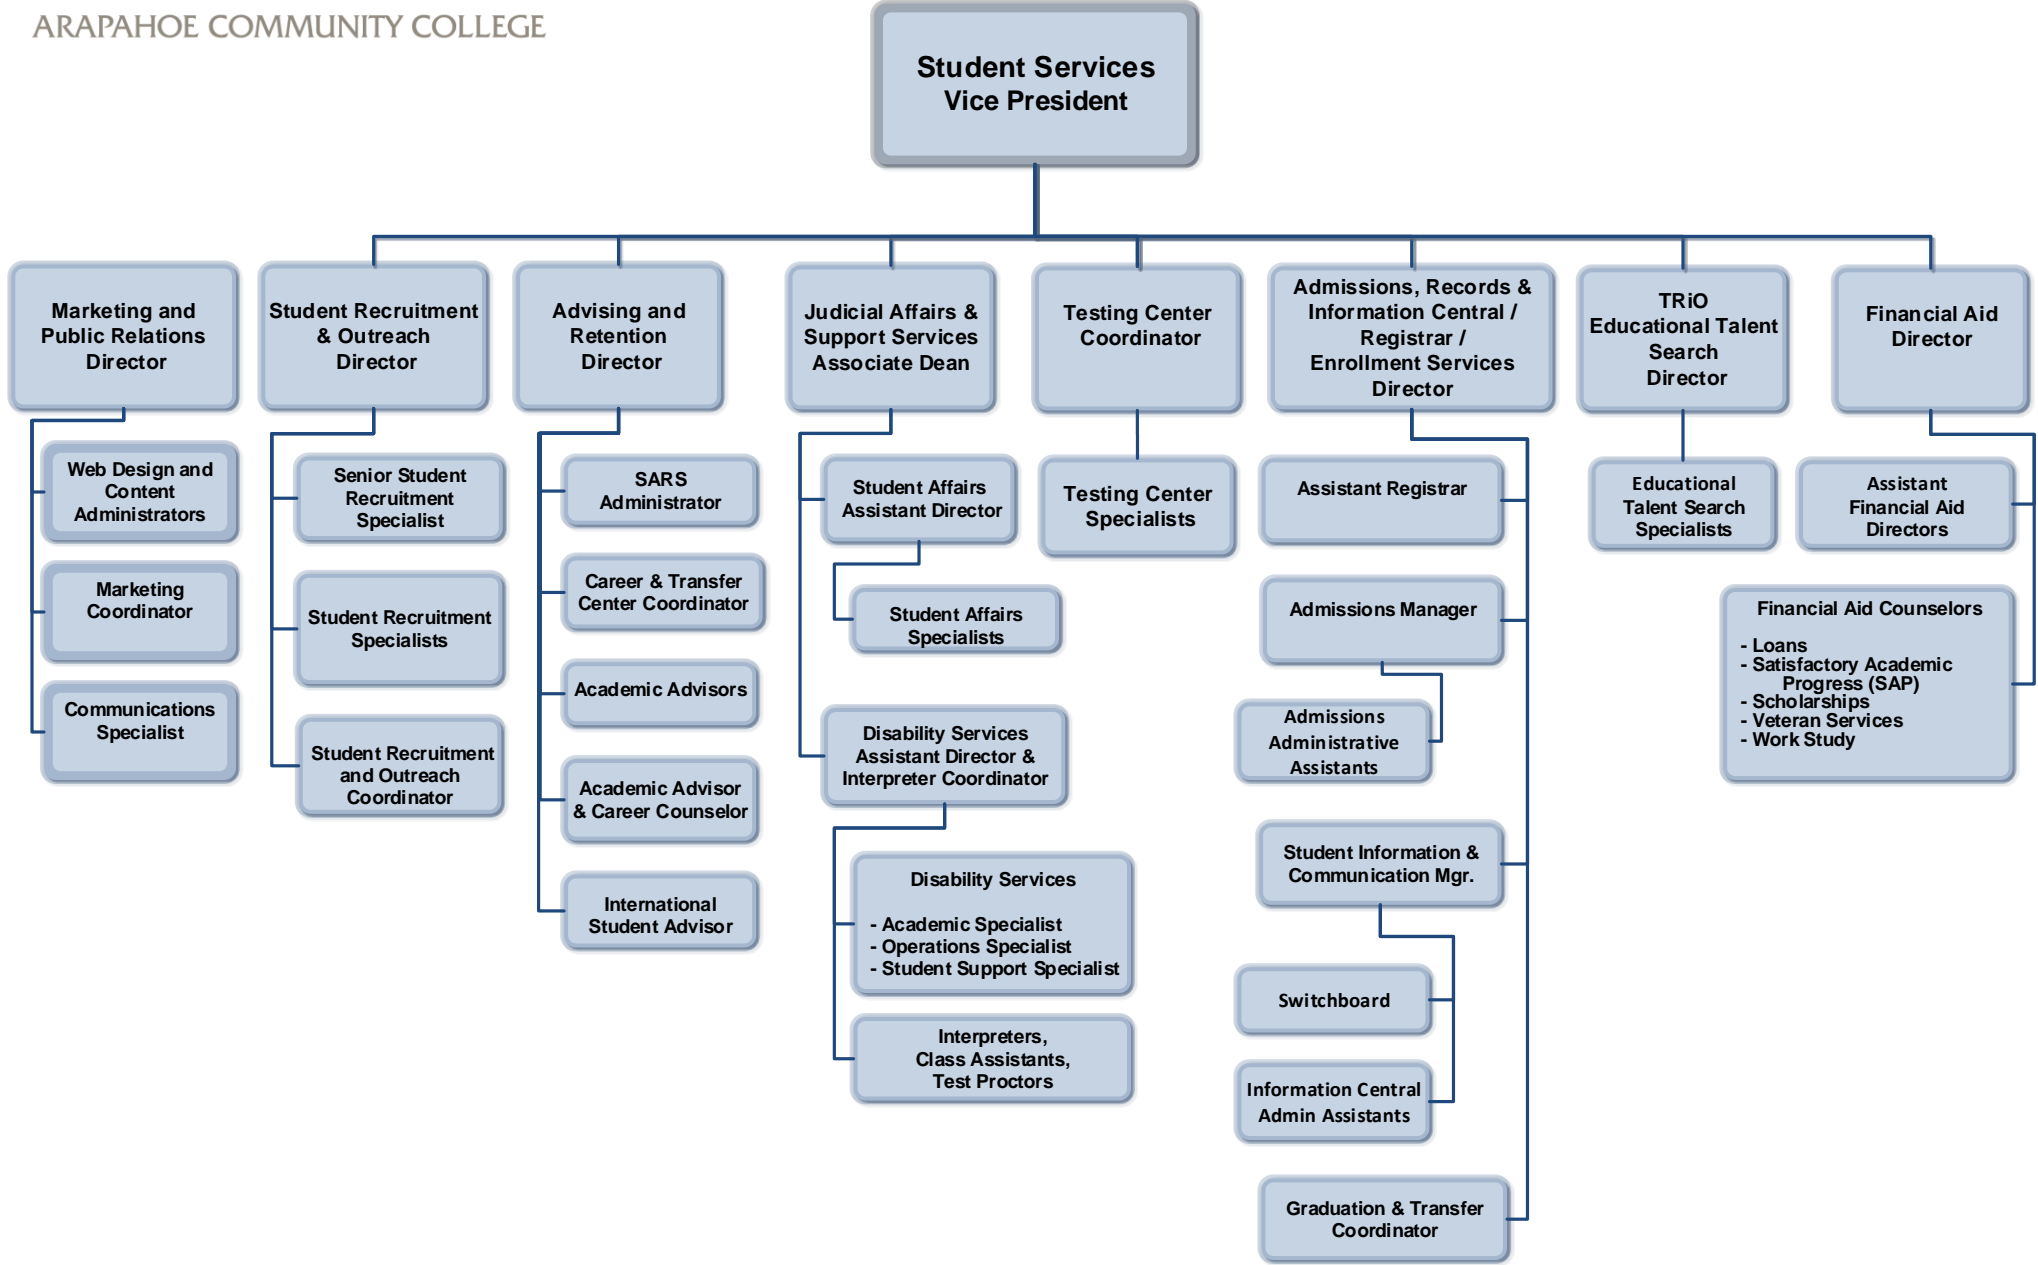 ARAPAHOE COMMUNITY COLLEGE
Student Services
Vice President
Marketing and
Public Relations
Director
Web Design and
Content
Administrators
Marketing
Coordinator
Communications
Specialist
Student Recruitment
& Outreach
Director
Senior Student
Recruitment
Specialist
Student Recruitment
Specialists
Student Recruitment
and Outreach
Coordinator
Advising and
Retention
Director
SARS
Administrator
Career & Transfer
Center Coordinator
Academic Advisors
Academic Advisor
& Career Counselor
International
Student Advisor
Judicial Affairs &
Support Services
Associate Dean
Student Affairs
Assistant Director
Student Affairs
Specialists
Disability Services
Assistant Director &
Interpreter Coordinator
Disability Services
- Academic Specialist
- Operations Specialist
- Student Support Specialist
Interpreters,
Class Assistants,
Test Proctors
Testing Center
Coordinator
Testing Center
Specialists
Admissions, Records &
Information Central /
Registrar /
Enrollment Services
Director
Assistant Registrar
Admissions Manager
Admissions
Administrative
Assistants
Student Information &
Communication Mgr.
Switchboard
Information Central
Admin Assistants
Graduation & Transfer
Coordinator
TRiO
Educational Talent
Search
Director
Educational
Talent Search
Specialists
Financial Aid
Director
Assistant
Financial Aid
Directors
Financial Aid Counselors
- Loans
- Satisfactory Academic
Progress (SAP)
- Scholarships
- Veteran Services
- Work Study